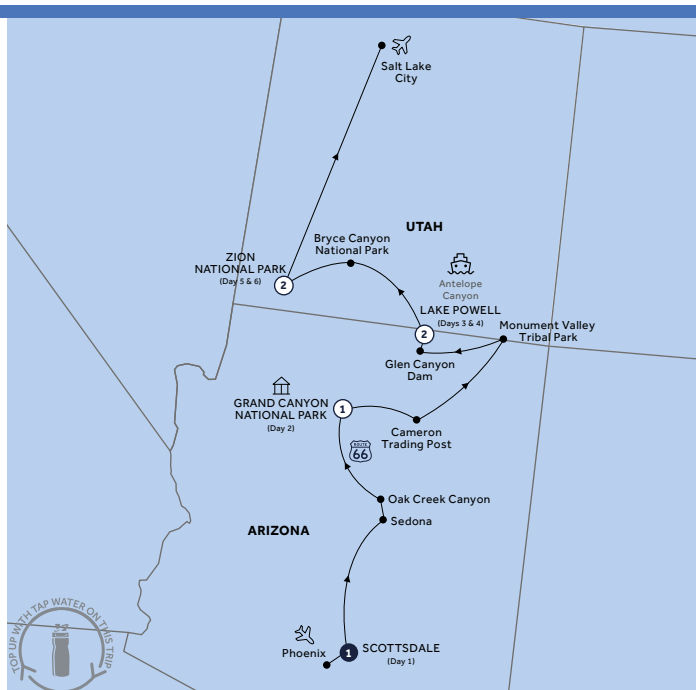 Salt Lake
City
UTAH
Bryce Canyon
National Park
ZION
NATIONAL PARK
(Day 5 & 6)
2
Antelope
Canyon
LAKE POWELL
(Days 3 & 4)
2
Monument Valley
Tribal Park
Glen Canyon
Dam
GRAND CANYON
NATIONAL PARK
(Day 2)
1
Cameron
Trading Post
ROUTE
66
Oak Creek Canyon
Sedona
ARIZONA
Phoenix
1
SCOTTSDALE
(Day 1)
TOP UP WITH TAP WATER ON THIS TRIP